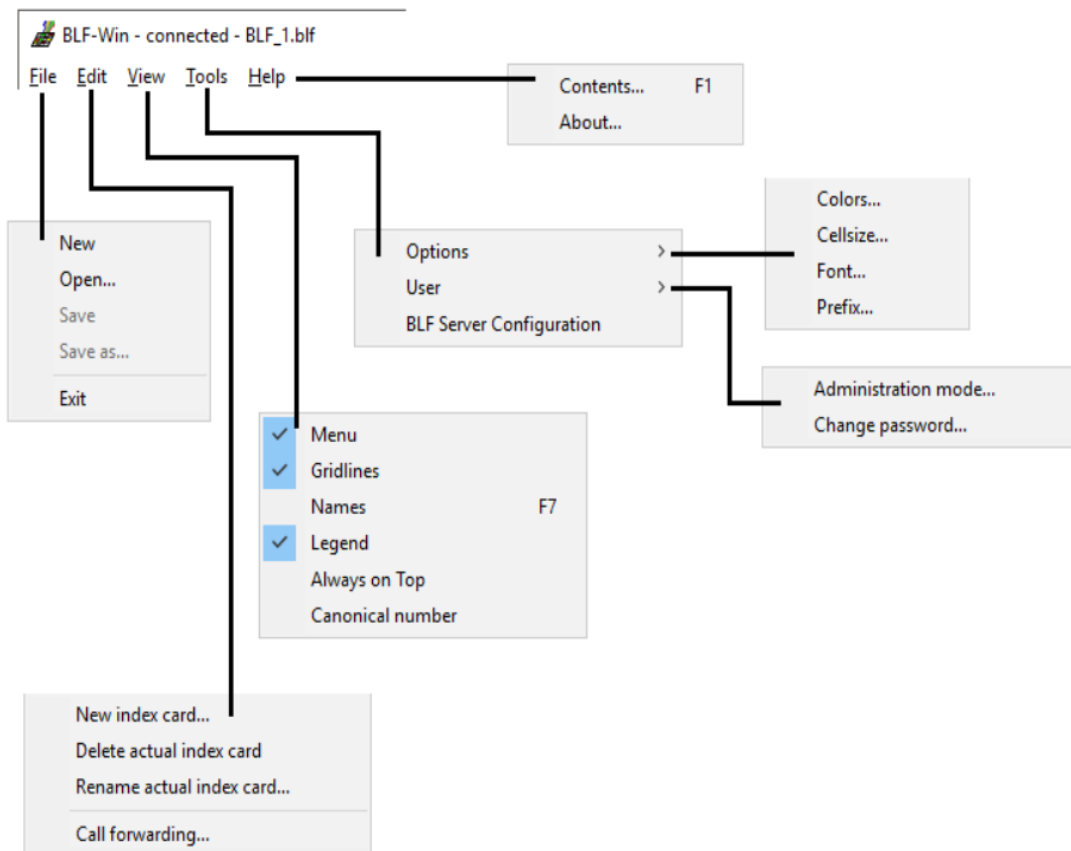 BLF-Win - connected - BLF_1.blf
File Edit View Tools Help
Contents... F1
About...
Colors...
Cellsize...
Font...
Prefix...
New
Open...
Save
Save as...
Exit
Options >
User >
BLF Server Configuration
Administration mode...
Change password...
Menu
Gridlines
Names F7
Legend
Always on Top
Canonical number
New index card...
Delete actual index card
Rename actual index card...
Call forwarding...